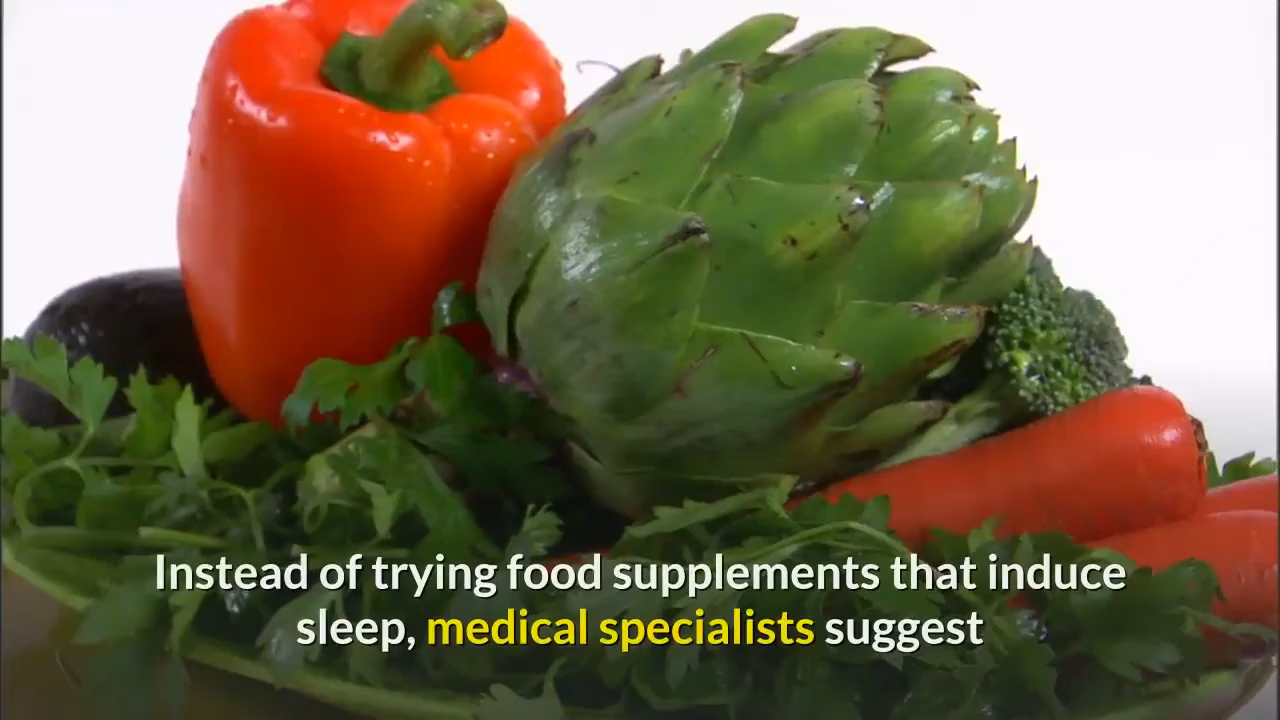 Instead of trying food supplements that induce
sleep, medical specialists suggest